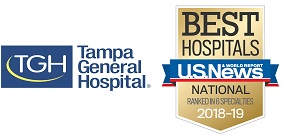 TGH
Tampa
General
Hospital®
BEST
HOSPITALS
U.S. News
& WORLD REPORT
NATIONAL
RANKED IN 6 SPECIALTIES
2018-19